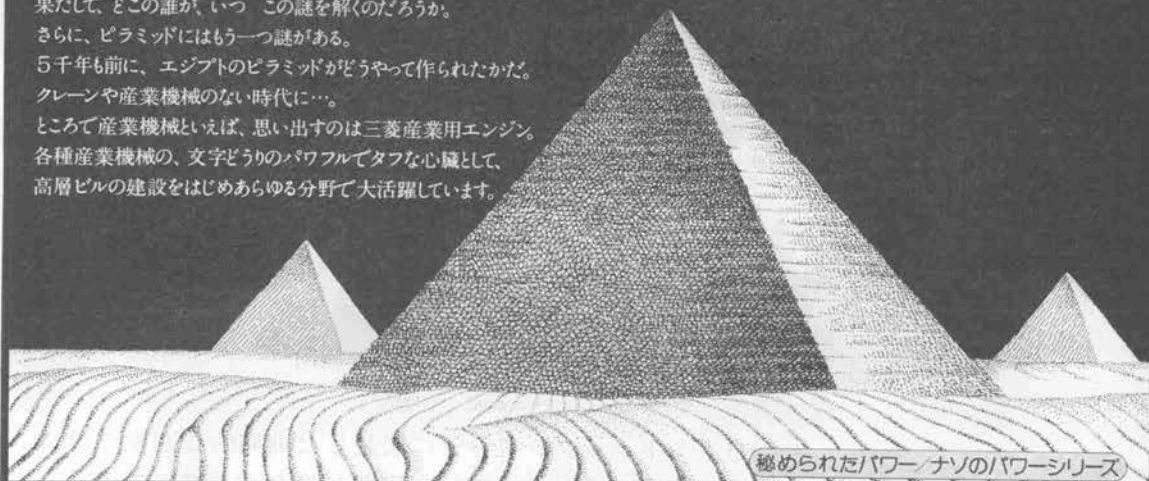 果たして、どこの誰が、いつ この謎を解くのだろうか。
さらに、ピラミッドにはもう一つ謎がある。
5千年も前に、エジプトのピラミッドがどうやって作られたかだ。
クレーンや産業機械のない時代に…。
ところで産業機械といえば、思い出すのは三菱産業用エンジン。
各種産業機械の、文字どうりのパワフルでタフな心臓として、
高層ビルの建設をはじめあらゆる分野で大活躍しています。
秘められたパワー/ナゾのパワーシリーズ